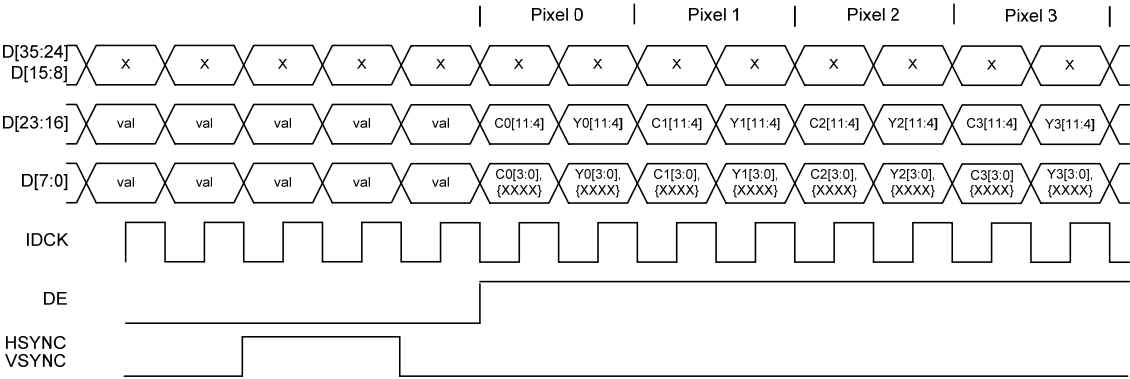 | Pixel 0 | Pixel 1 | Pixel 2 | Pixel 3 |
D[35:24]
D[15:8]
X X X X X X X X X X X X X
D[23:16] val val val val val C0[11:4] Y0[11:4] C1[11:4] Y1[11:4] C2[11:4] Y2[11:4] C3[11:4] Y3[11:4]
D[7:0] val val val val val
C0[3:0], Y0[3:0], C1[3:0], Y1[3:0], C2[3:0], Y2[3:0], C3[3:0] Y3[3:0],
{XXXX} {XXXX} {XXXX} {XXXX} {XXXX} {XXXX} {XXXX} {XXXX}
IDCK
DE
HSYNC
VSYNC